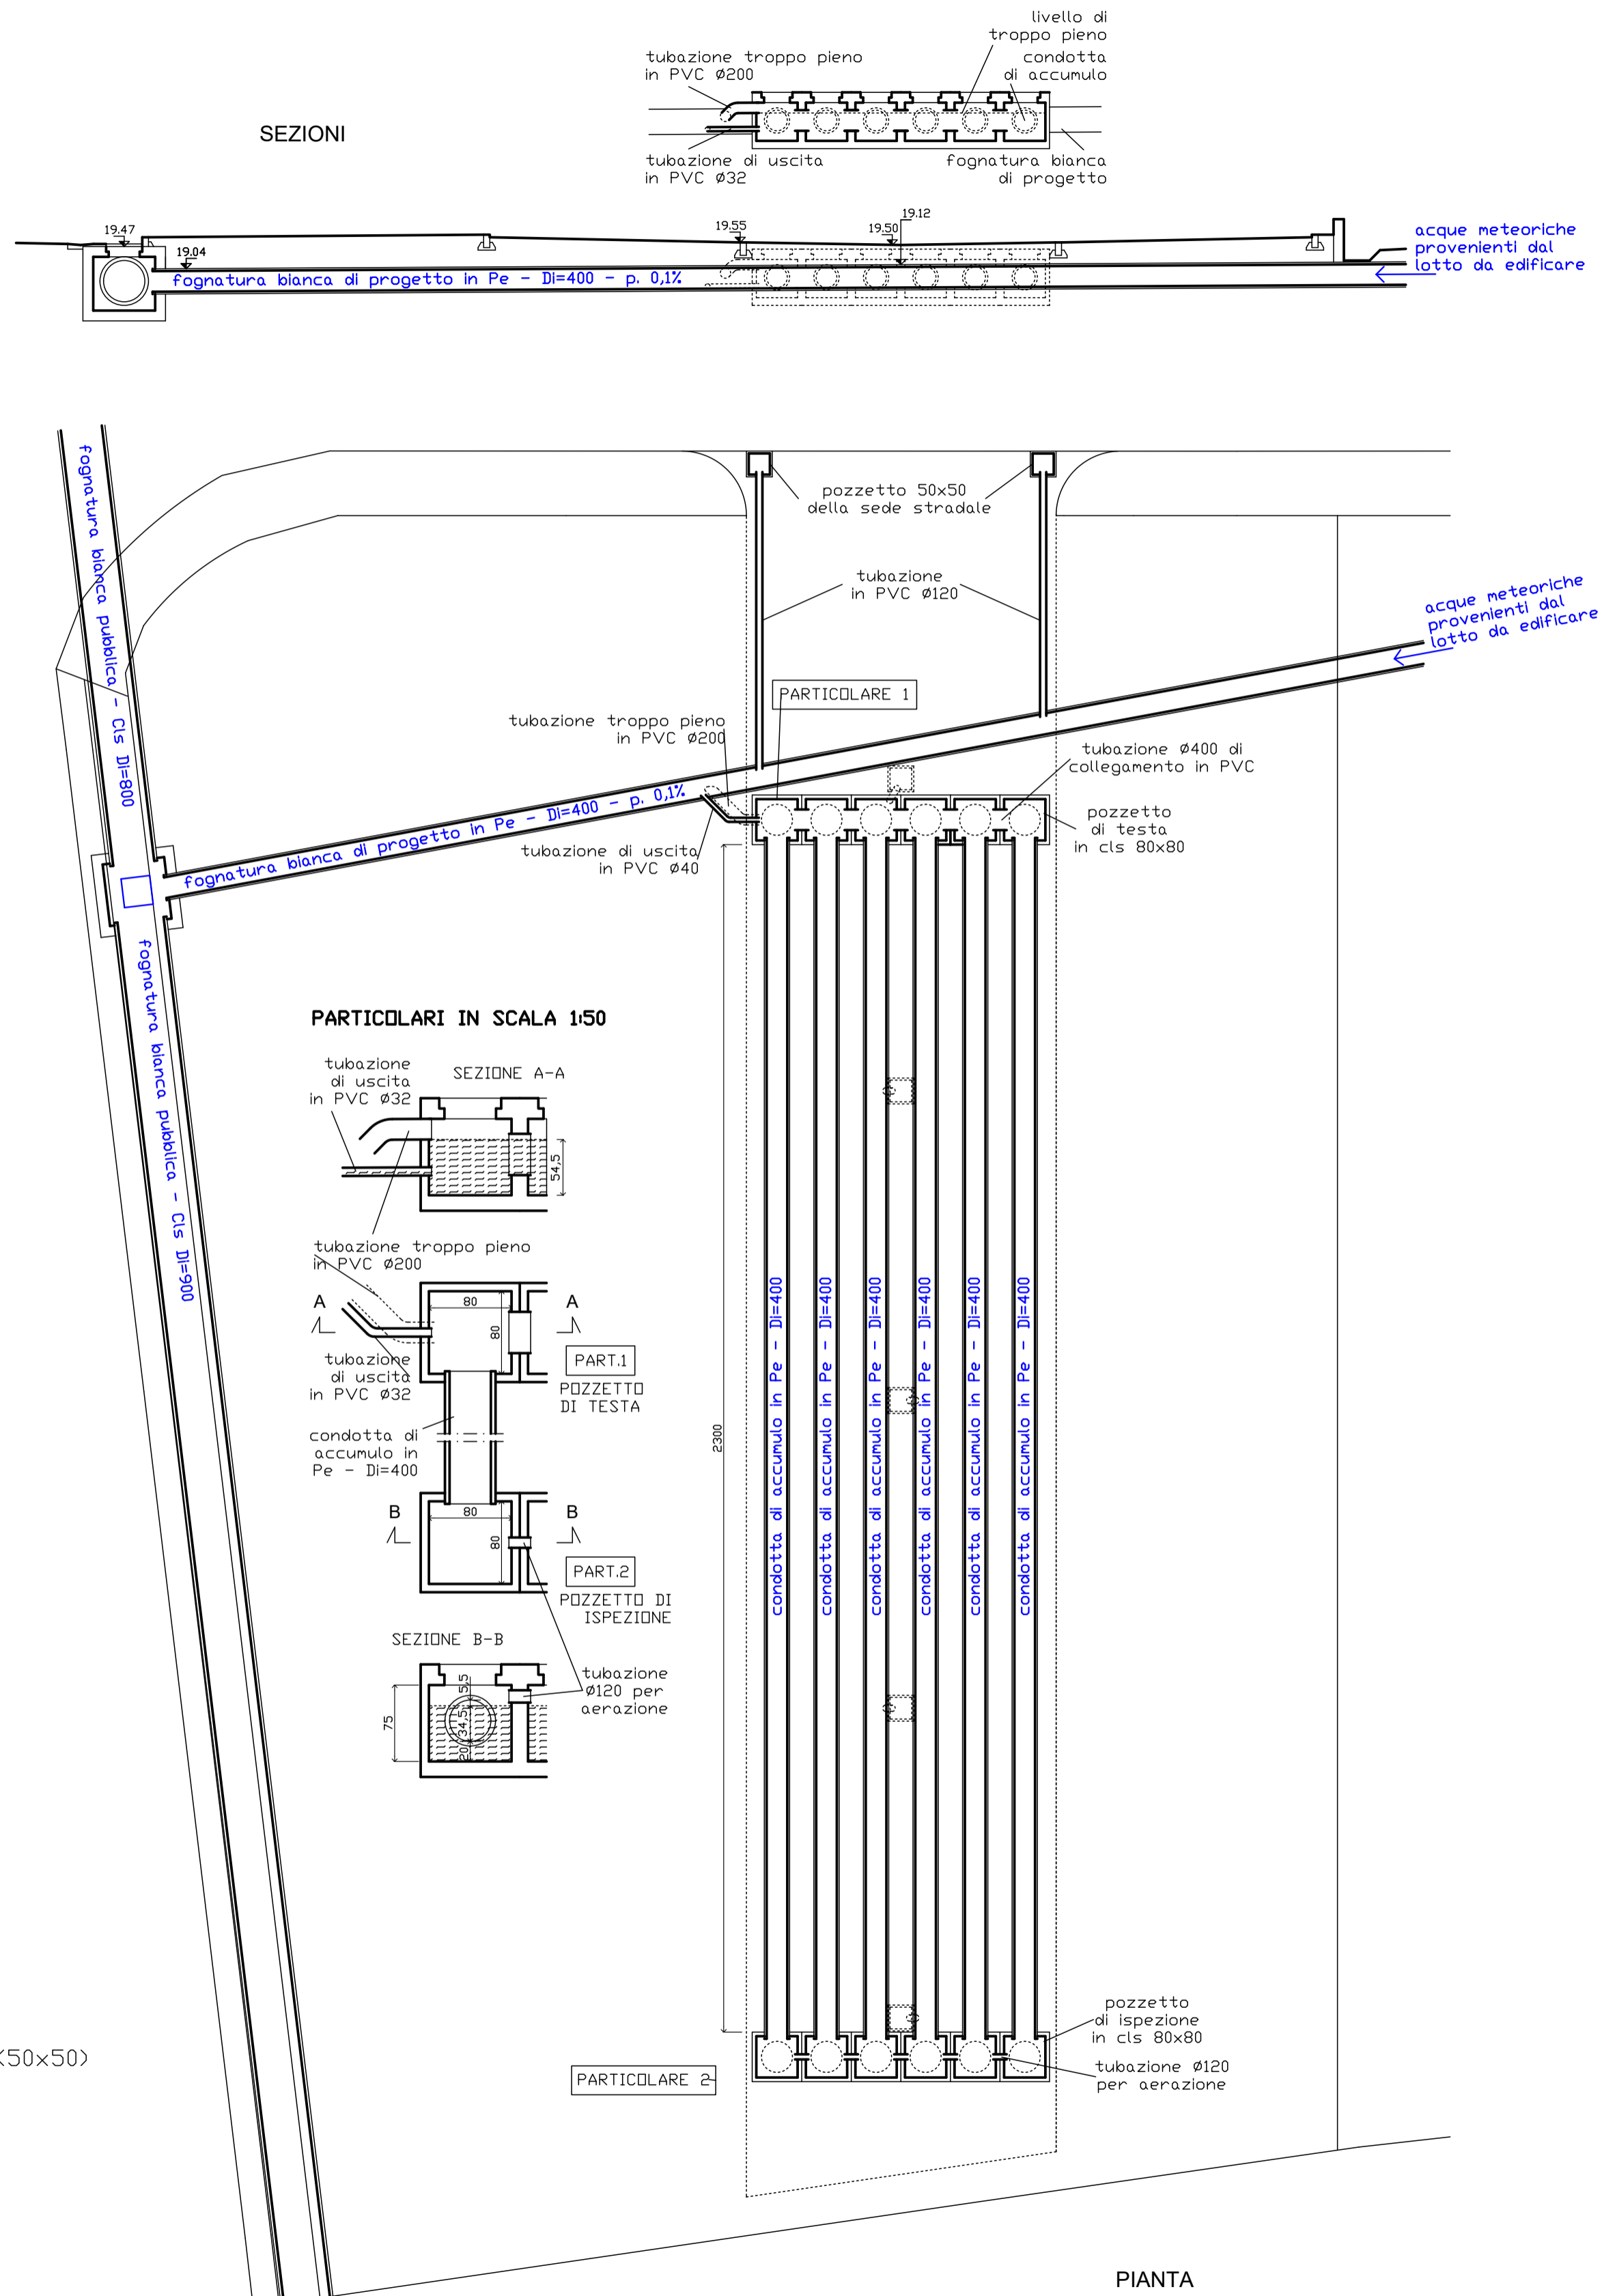 SEZIONI
livello di
troppo pieno
tubazione troppo pieno
in PVC Ø200
condotta
di accumulo
tubazione di uscita
in PVC Ø32
fognatura bianca
di progetto
19.47
19.04
19.55
19.50
19.12
fognatura bianca di progetto in Pe - Di=400 - p. 0,1%
acque meteoriche
provenienti dal
lotto da edificare
fognatura bianca pubblica - Cls Di=800
pozzetto 50x50
della sede stradale
tubazione
in PVC Ø120
acque meteoriche
provenienti dal
lotto da edificare
PARTICOLARE 1
tubazione troppo pieno
in PVC Ø200
tubazione Ø400 di
collegamento in PVC
fognatura bianca di progetto in Pe - Di=400 - p. 0,1%
pozzetto
di testa
in cls 80x80
tubazione di uscita
in PVC Ø40
fognatura bianca pubblica - Cls Di=900
PARTICOLARI IN SCALA 1:50
tubazione
di uscita
in PVC Ø32
SEZIONE A-A
54,5
tubazione troppo pieno
in PVC Ø200
A
A
80
80
tubazione
di uscita
in PVC Ø32
PART.1
POZZETTO
DI TESTA
condotta di
accumulo in
Pe - Di=400
B
B
80
80
PART.2
POZZETTO DI
ISPEZIONE
SEZIONE B-B
75
5,5
34,5
20
tubazione
Ø120 per
aerazione
2300
condotta di accumulo in Pe - Di=400
condotta di accumulo in Pe - Di=400
condotta di accumulo in Pe - Di=400
condotta di accumulo in Pe - Di=400
condotta di accumulo in Pe - Di=400
condotta di accumulo in Pe - Di=400
pozzetto
di ispezione
in cls 80x80
(50x50)
tubazione Ø120
per aerazione
PARTICOLARE 2
PIANTA